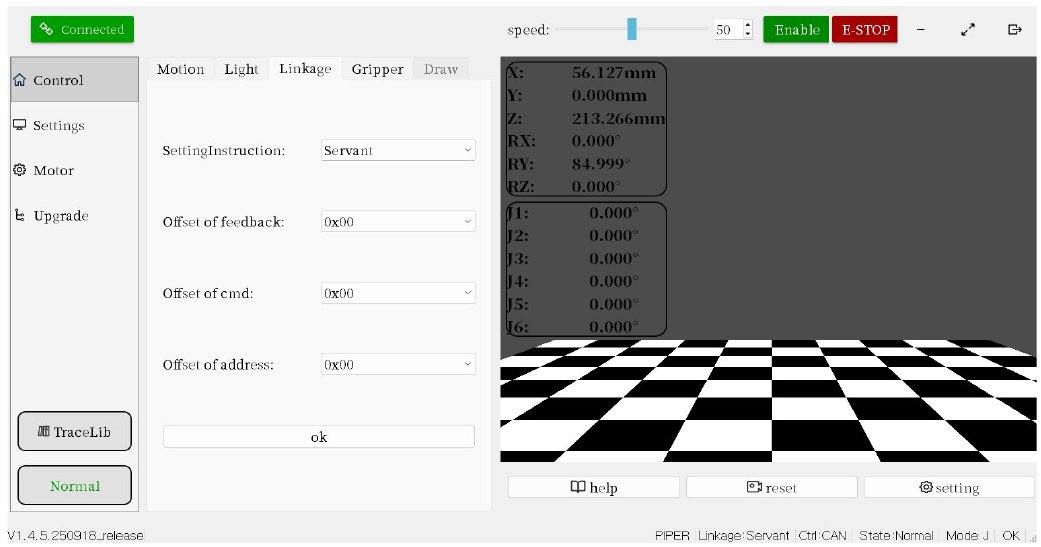 Connected
speed: 50 Enable E-STOP
Control
Settings
Motor
Upgrade
TraceLib
Normal
Motion Light Linkage Gripper Draw
SettingInstruction: Servant
Offset of feedback: 0x00
Offset of cmd: 0x00
Offset of address: 0x00
ok
X: 56.127mm
Y: 0.000mm
Z: 213.266mm
RX: 0.000°
RY: 84.999°
RZ: 0.000°
J1: 0.000°
J2: 0.000°
J3: 0.000°
J4: 0.000°
J5: 0.000°
J6: 0.000°
help reset setting
V1.4.5.250918_release
PIPER Linkage:Servant Ctrl:CAN State:Normal Mode J OK